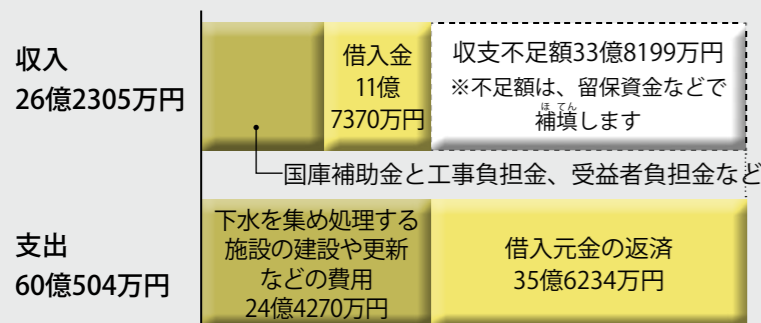 収入
26億2305万円
借入金
11億
7370万円
収支不足額33億8199万円
※不足額は、留保資金などで
ほてん
補塡します
国庫補助金と工事負担金、受益者負担金など
支出
60億504万円
下水を集め処理する
施設の建設や更新
などの費用
24億4270万円
借入元金の返済
35億6234万円